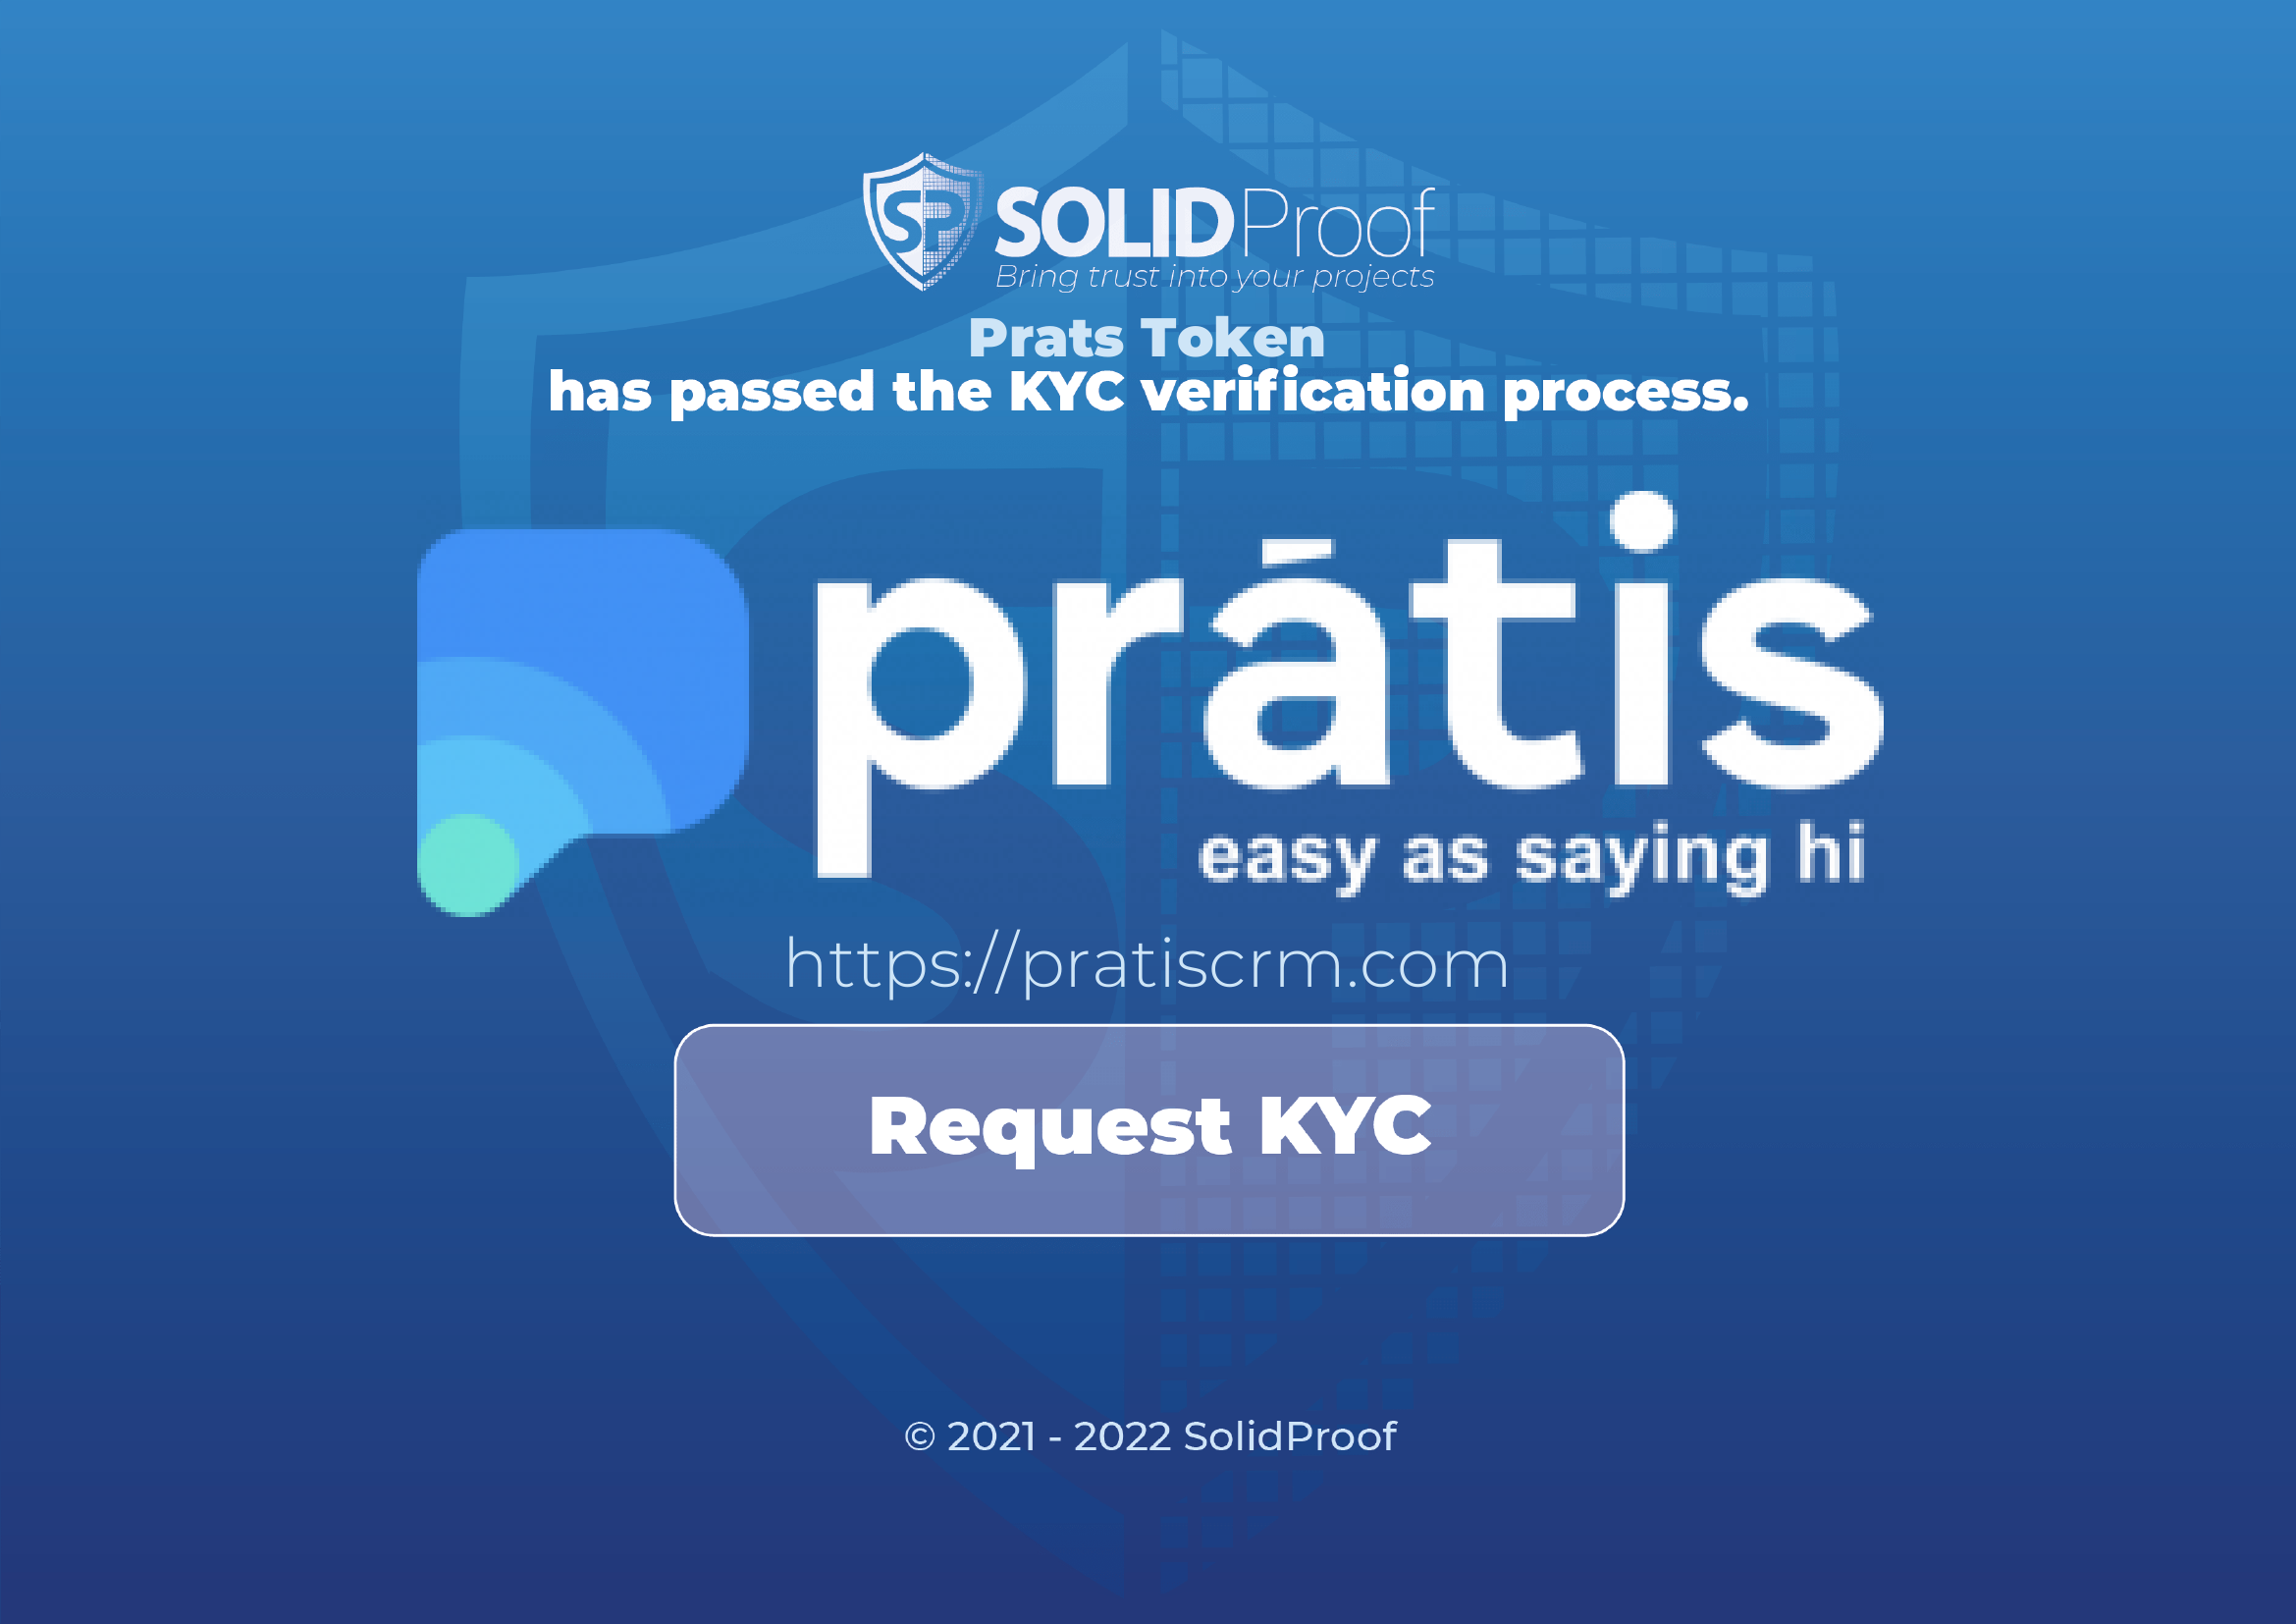 SP SOLIDProof
Bring trust into your projects
Prats Token
has passed the KYC verification process.
prātis
easy as saying hi
https://pratiscrm.com
Request KYC
© 2021 - 2022 SolidProof